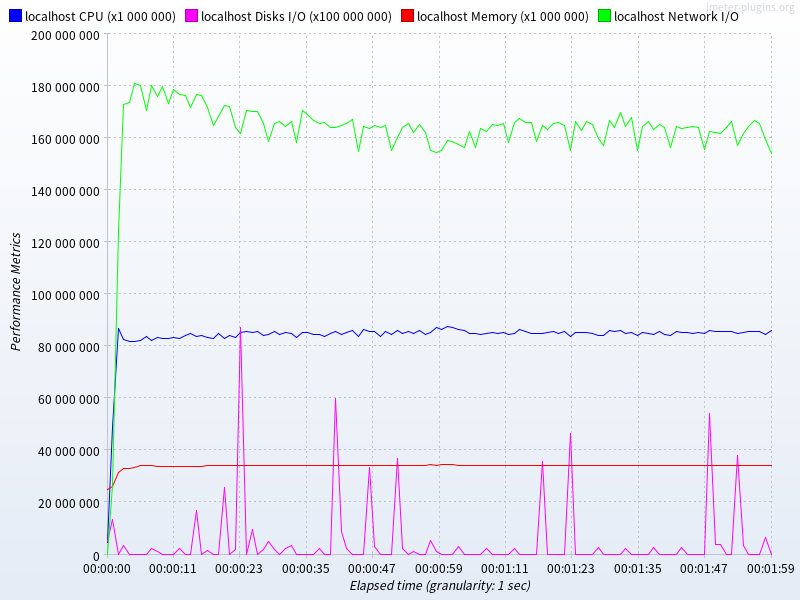 jmeter-plugins.org
localhost CPU (x1 000 000) localhost Disks I/O (x100 000 000) localhost Memory (x1 000 000) localhost Network I/O
200 000 000
180 000 000
160 000 000
140 000 000
120 000 000
100 000 000
80 000 000
60 000 000
40 000 000
20 000 000
0
Performance Metrics
00:00:00 00:00:11 00:00:23 00:00:35 00:00:47 00:00:59 00:01:11 00:01:23 00:01:35 00:01:47 00:01:59
Elapsed time (granularity: 1 sec)